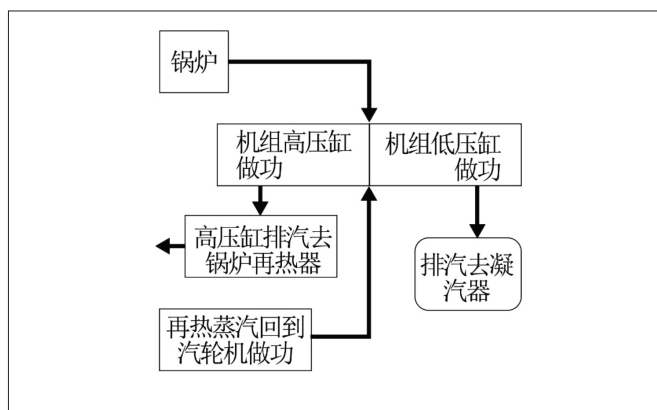 锅炉
机组高压缸
做功
机组低压缸
做功
高压缸排汽去
锅炉再热器
排汽去凝
汽器
再热蒸汽回到
汽轮机做功